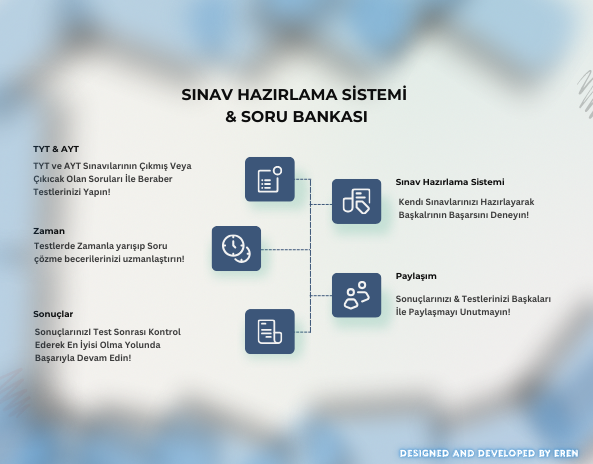 SINAV HAZIRLAMA SİSTEMİ
& SORU BANKASI
TYT & AYT
TYT ve AYT Sınavılarının Çıkmış Veya
Çıkıcak Olan Soruları İle Beraber
Testlerinizi Yapın!
Zaman
Testlerde Zamanla yarışıp Soru
çözme becerilerinizi uzmanlaştırın!
Sonuçlar
Sonuçlarınızı Test Sonrası Kontrol
Ederek En İyisi Olma Yolunda
Başarıyla Devam Edin!
Sınav Hazırlama Sistemi
Kendi Sınavlarınızı Hazırlayarak
Başkalrının Başarsını Deneyin!
Paylaşım
Sonuçlarınızı & Testlerinizi Başkaları
İle Paylaşmayı Unutmayın!
DESIGNED AND DEVELOPED BY EREN